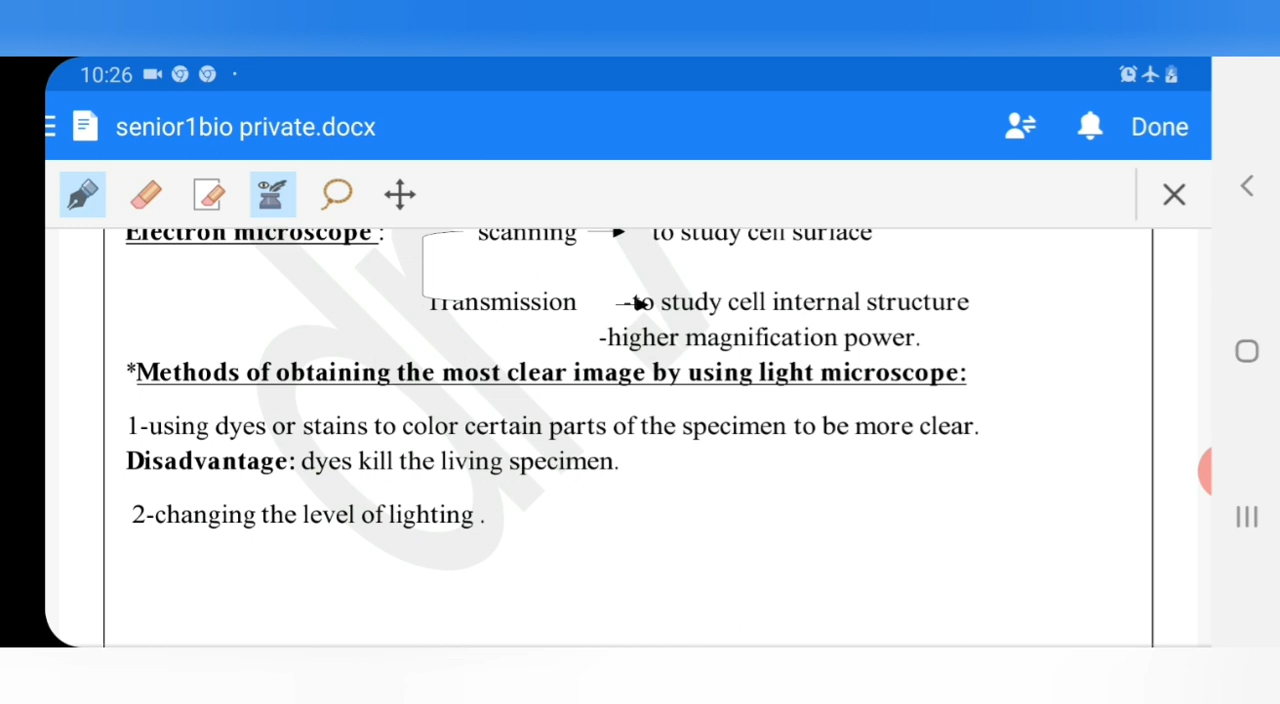 10:26
senior1bio private.docx
Done
Electron microscope : scanning to study cell surface
Transmission -to study cell internal structure
-higher magnification power.
*Methods of obtaining the most clear image by using light microscope:
1-using dyes or stains to color certain parts of the specimen to be more clear.
Disadvantage: dyes kill the living specimen.
2-changing the level of lighting .